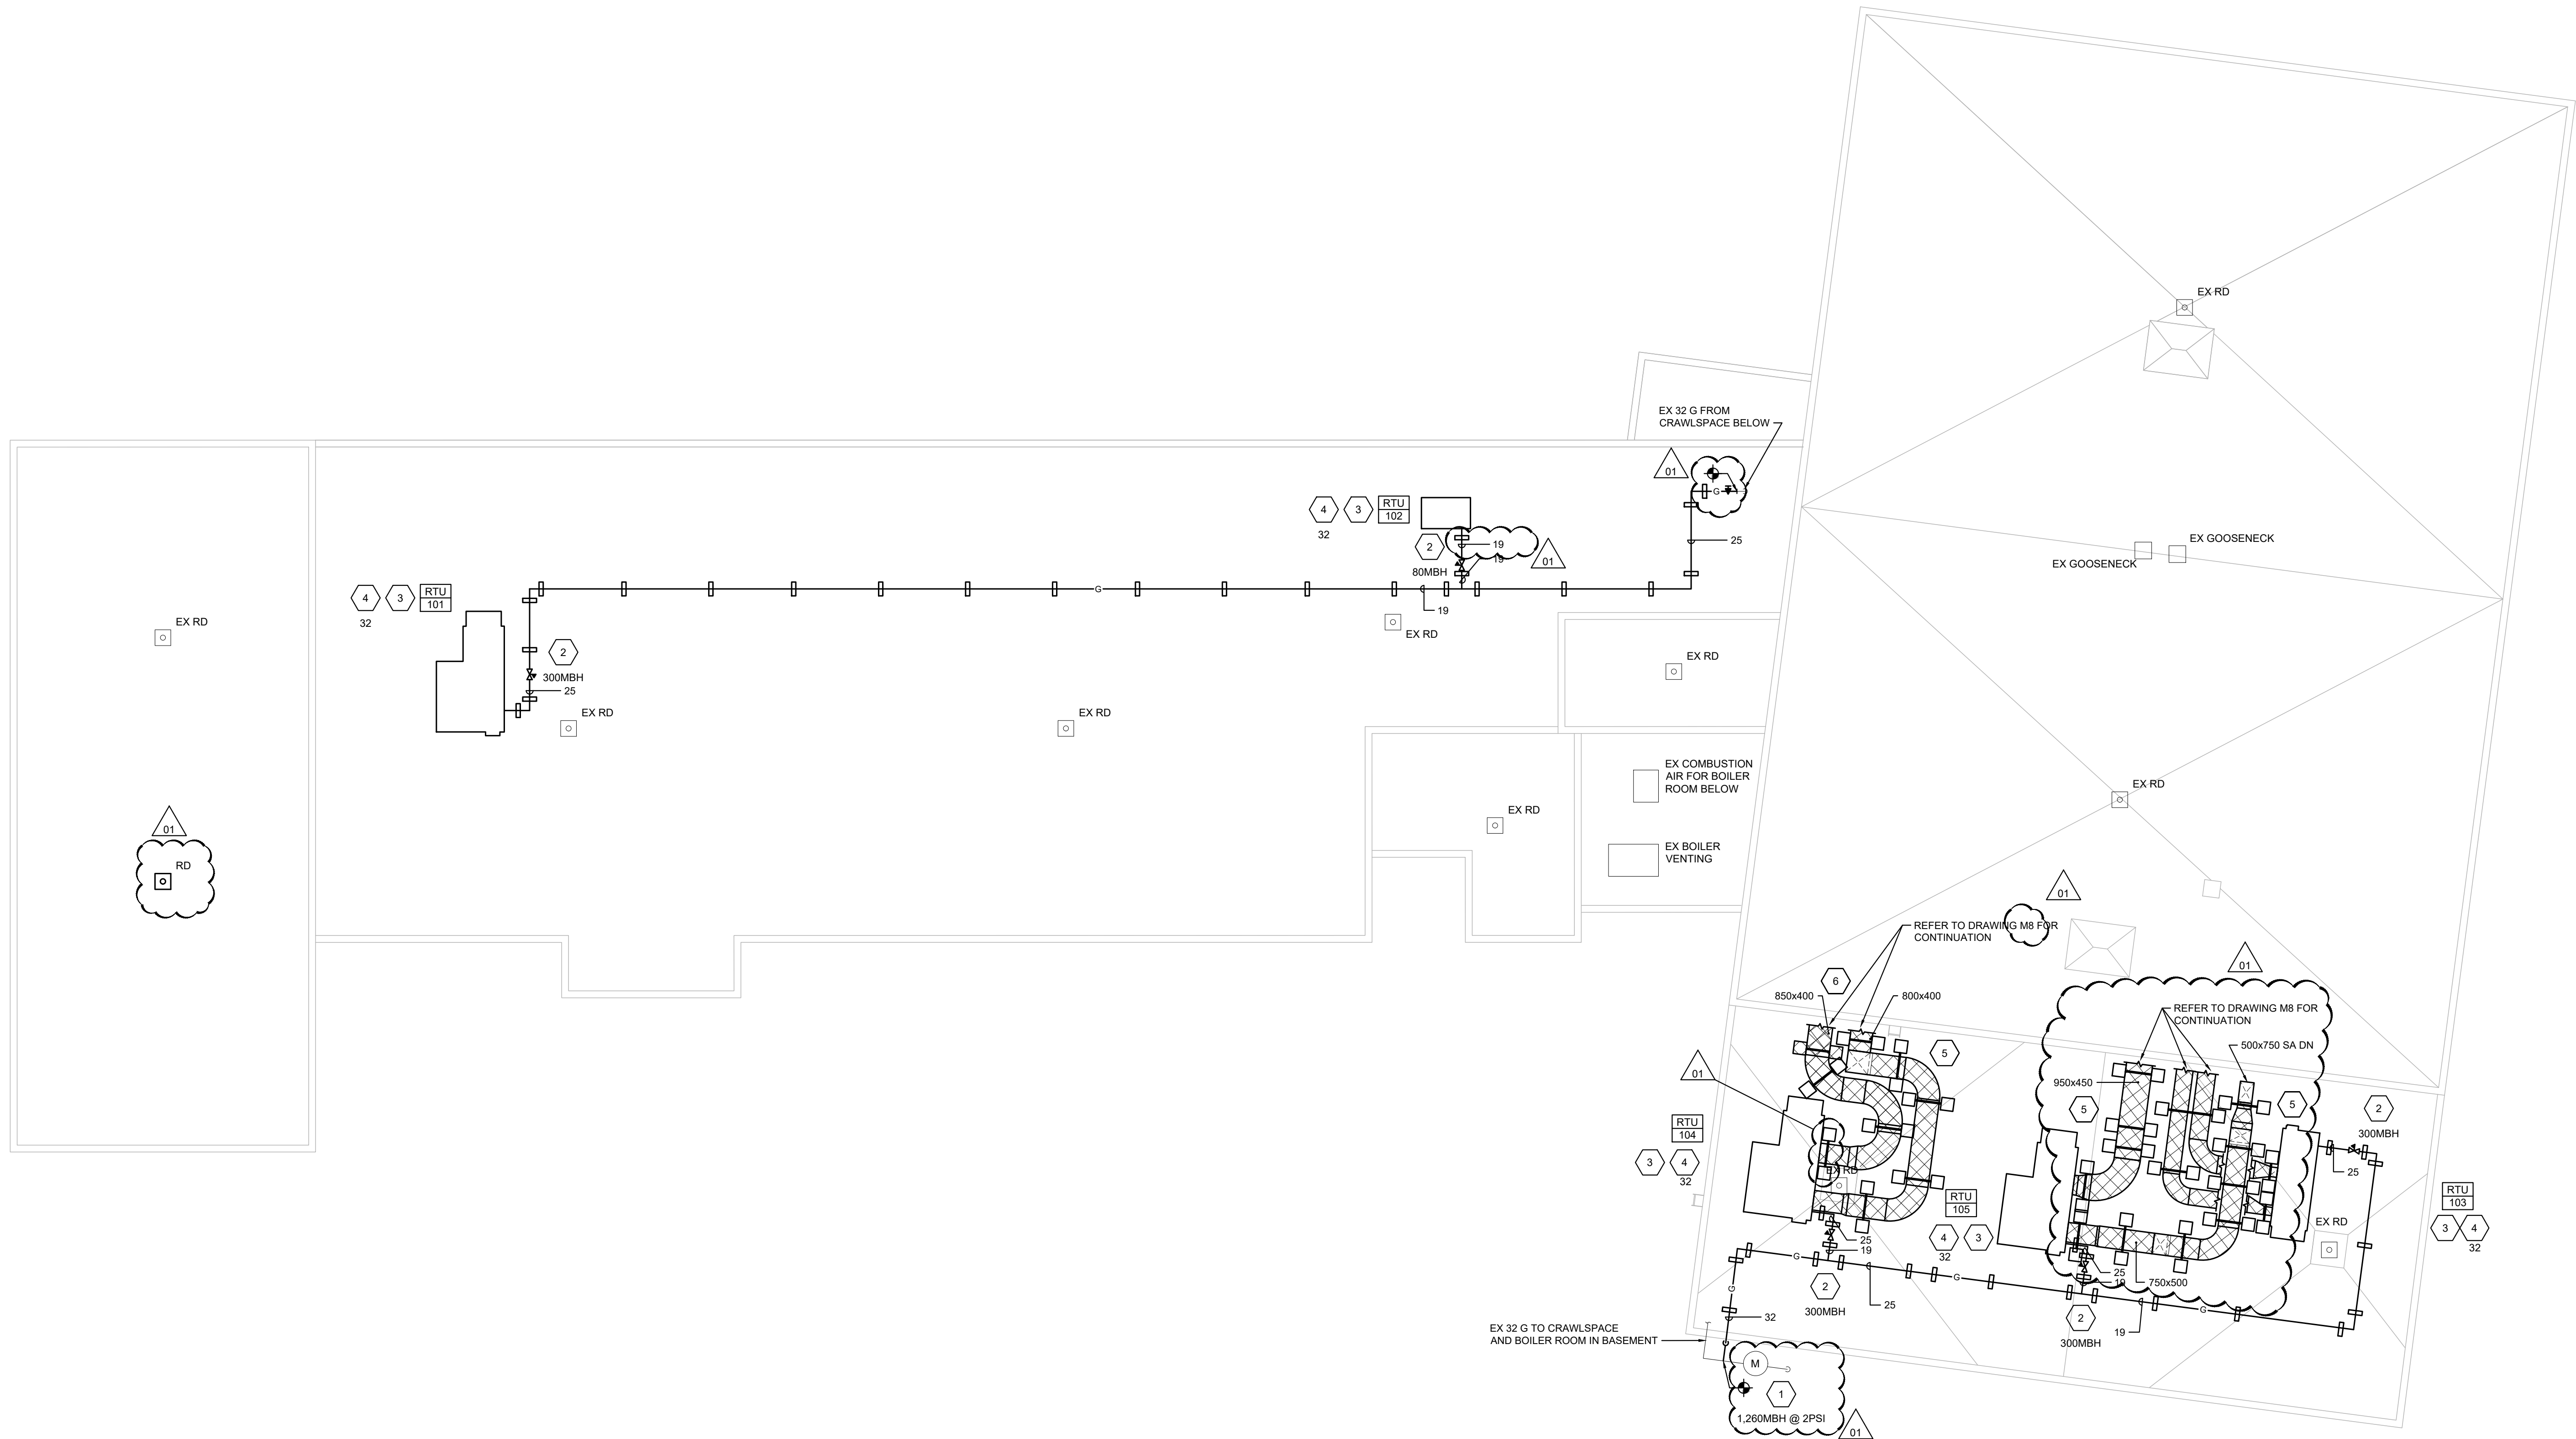 EX RD
EX 32 G FROM
CRAWLSPACE BELOW
01
G
4
3
RTU
102
32
2
19
19
01
80MBH
25
EX GOOSENECK
EX GOOSENECK
4
3
RTU
101
32
G
19
EX RD
EX RD
2
300MBH
25
EX RD
EX RD
EX RD
EX COMBUSTION
AIR FOR BOILER
ROOM BELOW
EX RD
EX RD
01
RD
EX BOILER
VENTING
01
REFER TO DRAWING M8 FOR
CONTINUATION
01
6
850x400
800x400
REFER TO DRAWING M8 FOR
CONTINUATION
500x750 SA DN
5
01
950x450
5
5
2
300MBH
RTU
104
3
4
32
EX RD
25
RTU
105
RTU
103
EX RD
3
4
32
4
3
32
25
19
G
G
25
19
750x500
2
300MBH
25
G
G
32
2
300MBH
19
EX 32 G TO CRAWLSPACE
AND BOILER ROOM IN BASEMENT
M
1
1,260MBH @ 2PSI
01